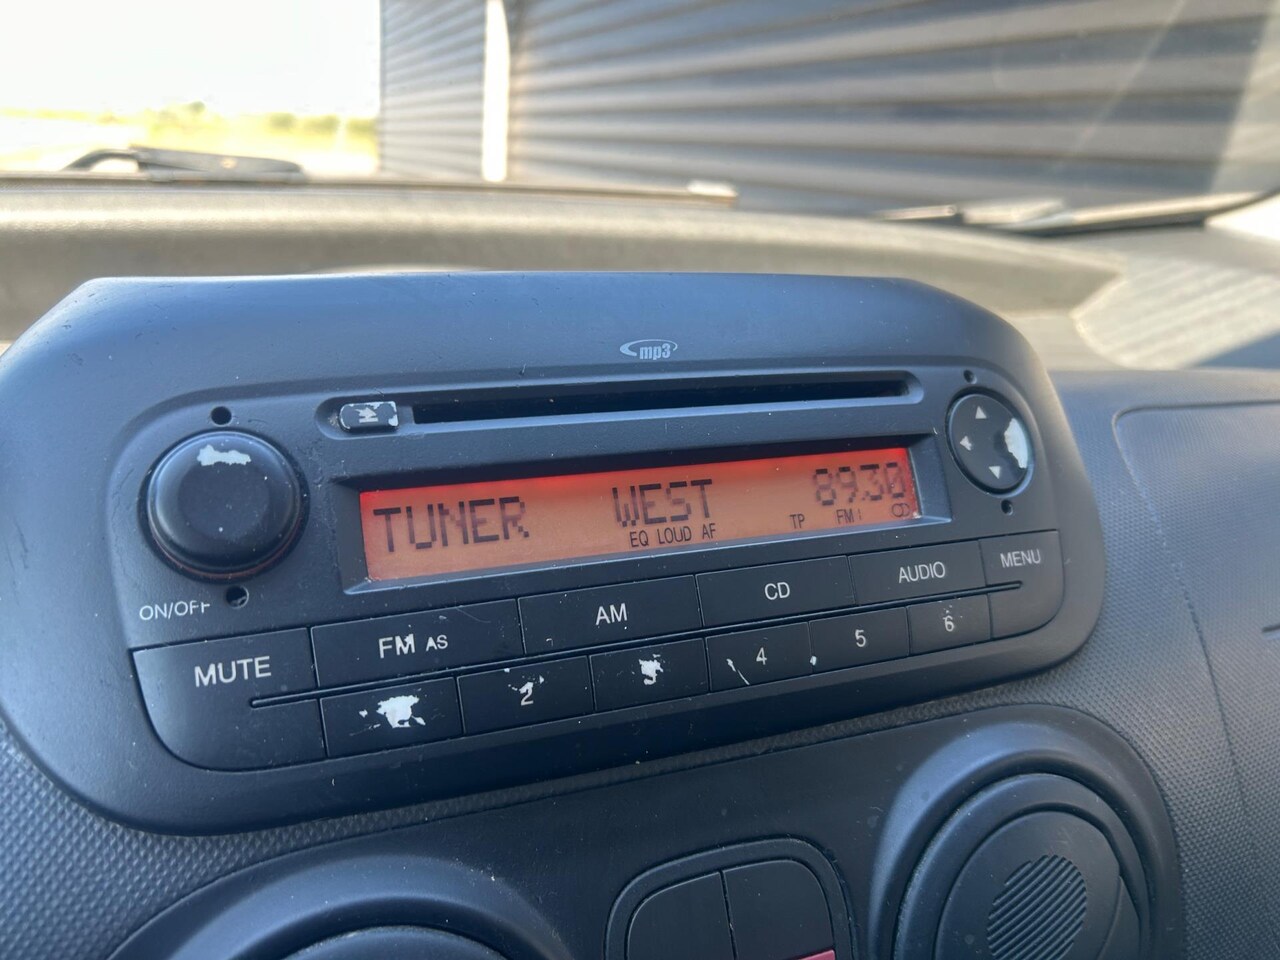 mp3
TUNER WEST 89.30
EQ LOUD AF TP FM1
ON/OFF
MUTE FM AS AM CD AUDIO MENU
2 3 4 5 6